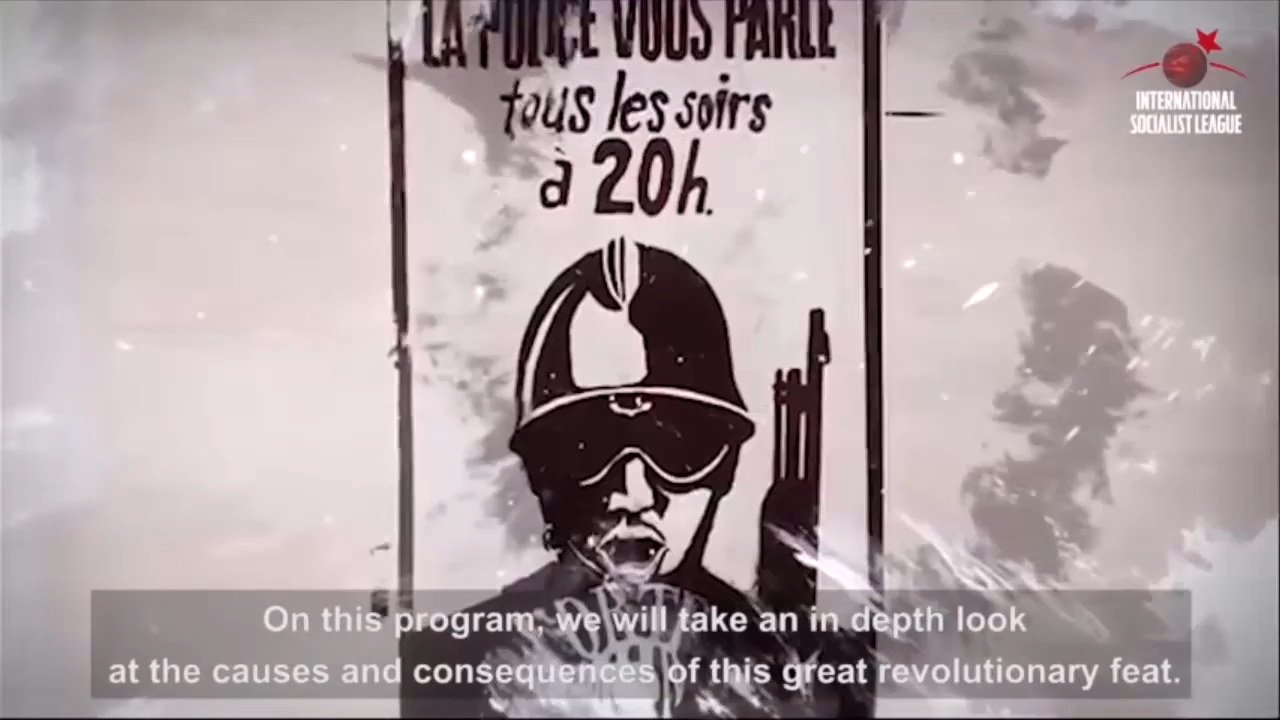 LA POLICE VOUS PARLE
tous les soirs
à 20h.
INTERNATIONAL
SOCIALIST LEAGUE
On this program, we will take an in depth look
at the causes and consequences of this great revolutionary feat.